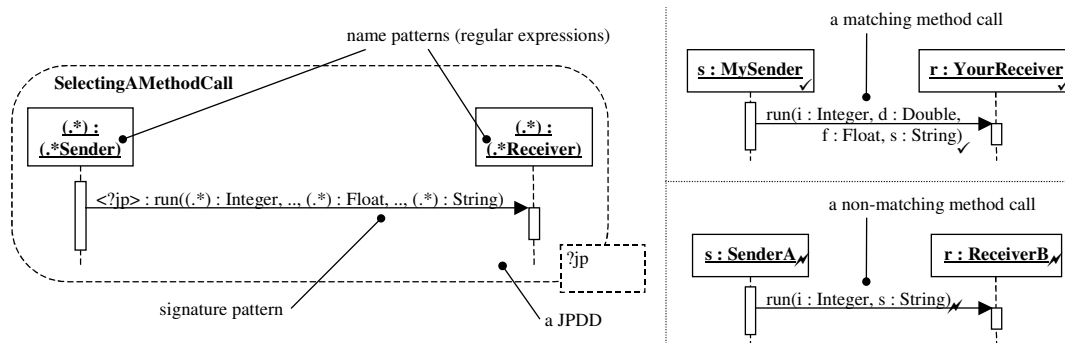 name patterns (regular expressions)
SelectingAMethodCall
(.*) :
(.*Sender)
(.*) :
(.*Receiver)
<?jp> : run((.*) : Integer, .., (.*) : Float, .., (.*) : String)
?jp
signature pattern
a JPDD
a matching method call
s : MySender
r : YourReceiver
run(i : Integer, d : Double,
f : Float, s : String)
a non-matching method call
s : SenderA
r : ReceiverB
run(i : Integer, s : String)